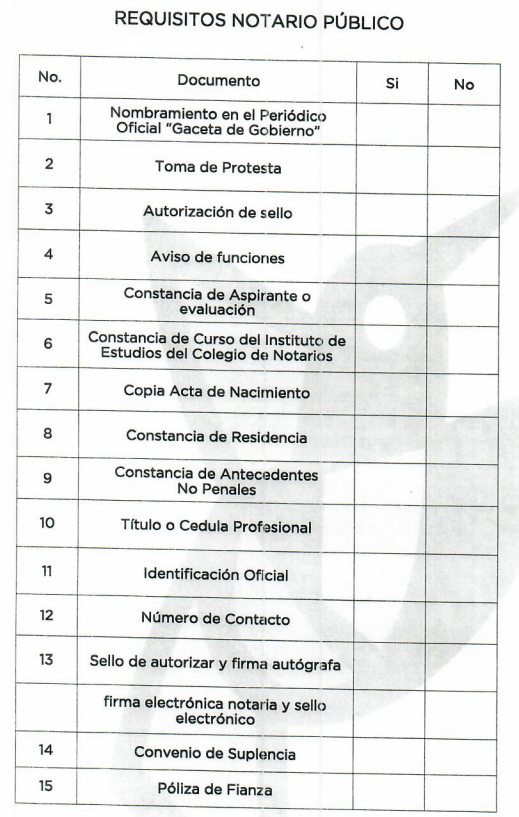 REQUISITOS NOTARIO PÚBLICO
No. Documento Si No
1 Nombramiento en el Periódico
Oficial "Gaceta de Gobierno"
2 Toma de Protesta
3 Autorización de sello
4 Aviso de funciones
5 Constancia de Aspirante o
evaluación
6 Constancia de Curso del Instituto de
Estudios del Colegio de Notarios
7 Copia Acta de Nacimiento
8 Constancia de Residencia
9 Constancia de Antecedentes
No Penales
10 Título o Cedula Profesional
11 Identificación Oficial
12 Número de Contacto
13 Sello de autorizar y firma autógrafa
firma electrónica notaria y sello
electrónico
14 Convenio de Suplencia
15 Póliza de Fianza